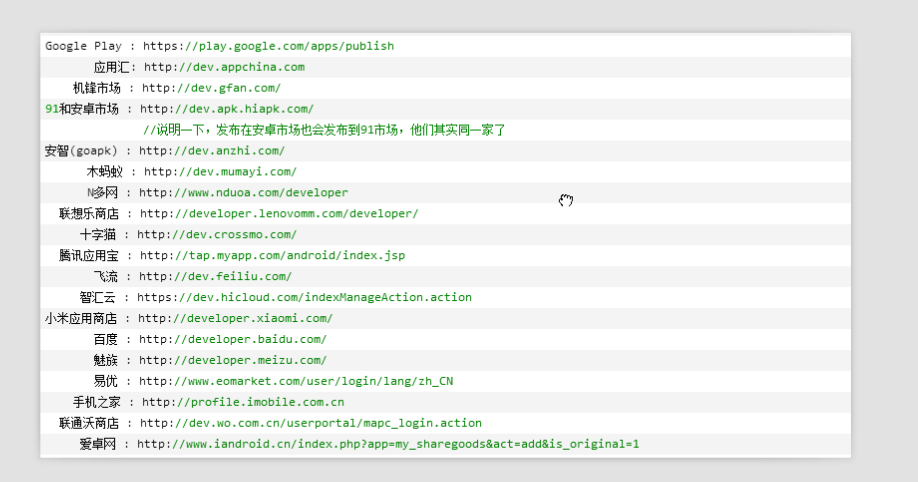 Google Play : https://play.google.com/apps/publish
应用汇: http://dev.appchina.com
机锋市场 : http://dev.gfan.com/
91和安卓市场 : http://dev.apk.hiapk.com/
//说明一下，发布在安卓市场也会发布到91市场，他们其实同一家了
安智(goapk) : http://dev.anzhi.com/
木蚂蚁 : http://dev.mumayi.com/
N多网 : http://www.nduoa.com/developer
联想乐商店 : http://developer.lenovomm.com/developer/
十字猫 : http://dev.crossmo.com/
腾讯应用宝 : http://tap.myapp.com/android/index.jsp
飞流 : http://dev.feiliu.com/
智汇云 : https://dev.hicloud.com/indexManageAction.action
小米应用商店 : http://developer.xiaomi.com/
百度 : http://developer.baidu.com/
魅族 : http://developer.meizu.com/
易优 : http://www.eomarket.com/user/login/lang/zh_CN
手机之家 : http://profile.imobile.com.cn
联通沃商店 : http://dev.wo.com.cn/userportal/mapc_login.action
爱卓网 : http://www.iandroid.cn/index.php?app=my_sharegoods&act=add&is_original=1